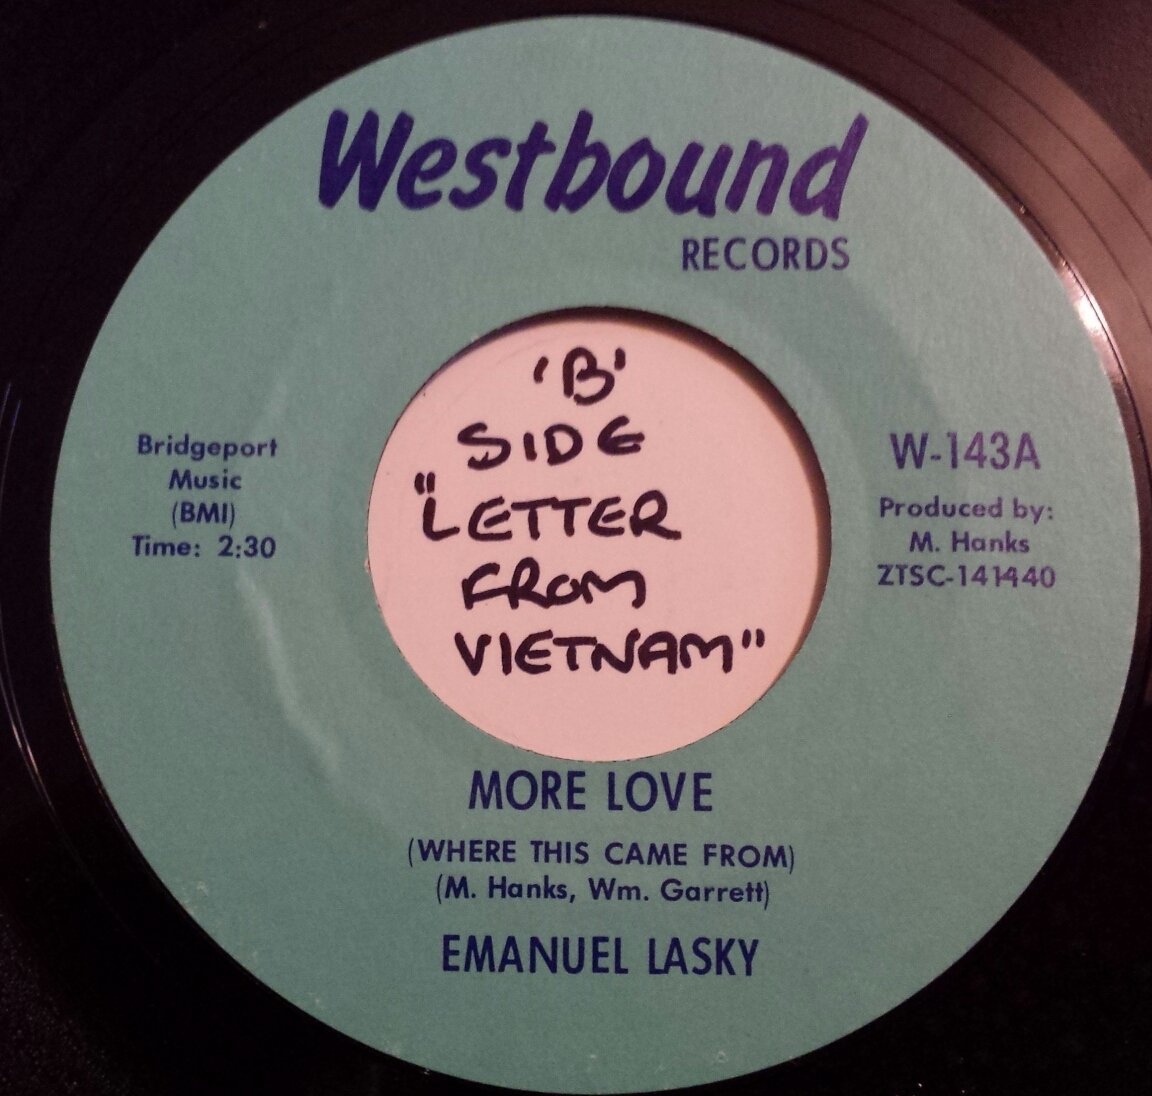 Westbound
RECORDS
'B'
SIDE
"LETTER
FROM
VIETNAM"
Bridgeport
Music
(BMI)
Time: 2:30
W-143A
Produced by:
M. Hanks
ZTSC-141440
MORE LOVE
(WHERE THIS CAME FROM)
(M. Hanks, Wm. Garrett)
EMANUEL LASKY